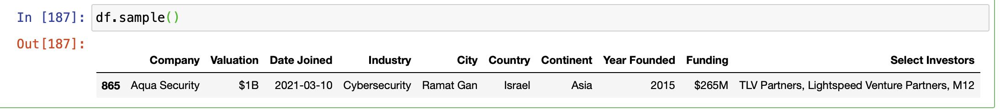 In [187]: df.sample()
Out[187]:
Company Valuation Date Joined Industry City Country Continent Year Founded Funding Select Investors
865 Aqua Security $1B 2021-03-10 Cybersecurity Ramat Gan Israel Asia 2015 $265M TLV Partners, Lightspeed Venture Partners, M12